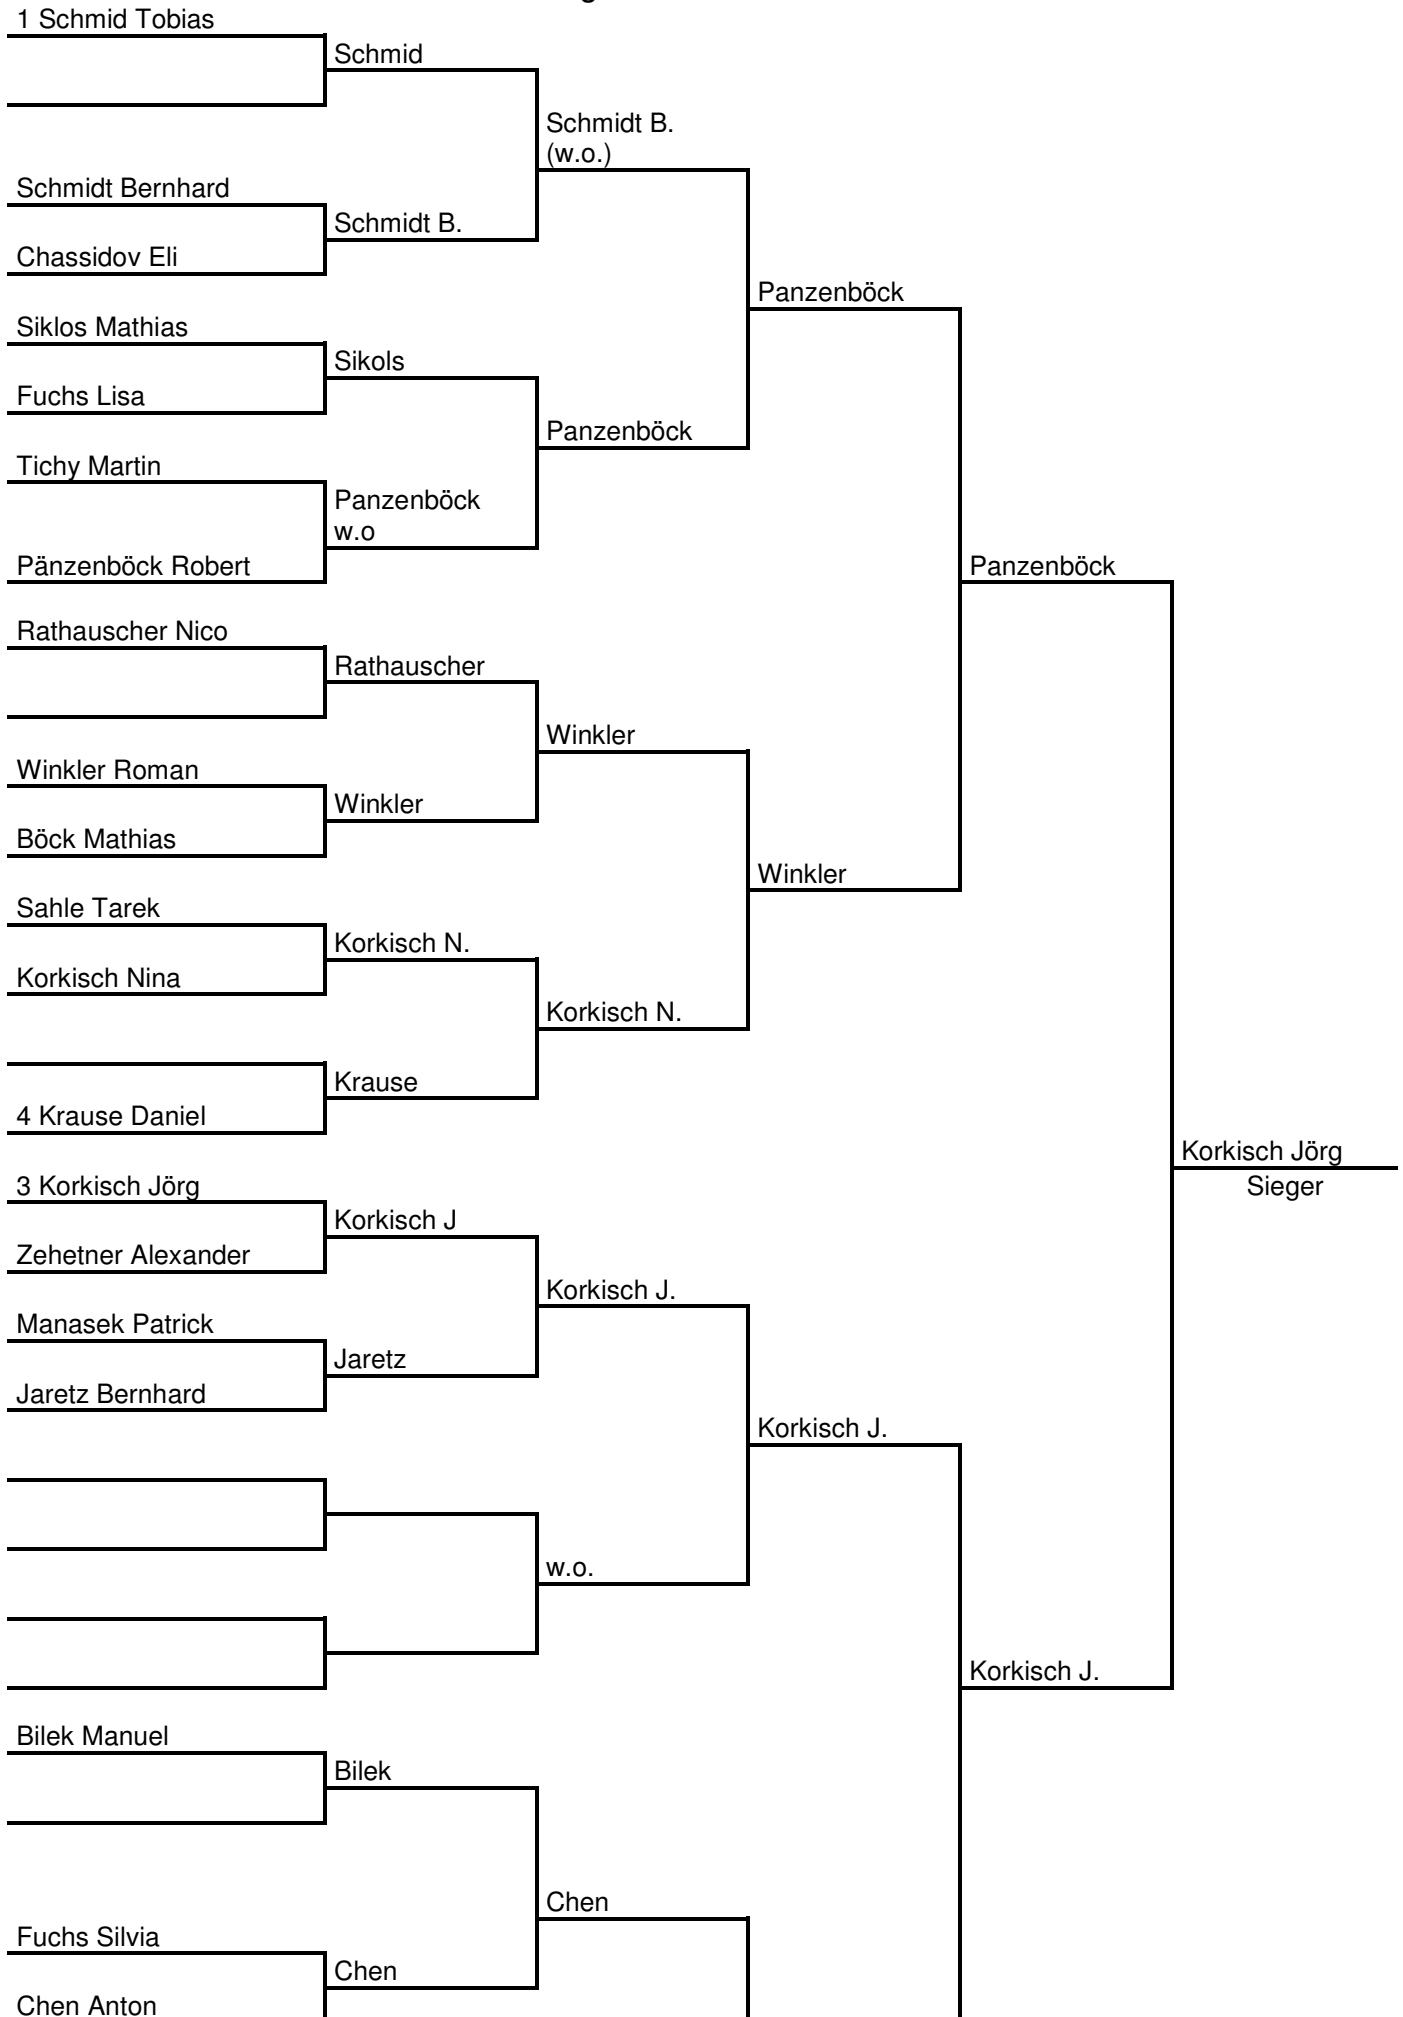 1 Schmid Tobias
Schmid
Schmidt B.
(w.o.)
Schmidt Bernhard
Schmidt B.
Chassidov Eli
Panzenböck
Siklos Mathias
Sikols
Fuchs Lisa
Panzenböck
Tichy Martin
Panzenböck
w.o
Pänzenböck Robert
Panzenböck
Rathauscher Nico
Rathauscher
Winkler
Winkler Roman
Winkler
Böck Mathias
Winkler
Sahle Tarek
Korkisch N.
Korkisch Nina
Korkisch N.
Krause
4 Krause Daniel
Korkisch Jörg
3 Korkisch Jörg
Sieger
Korkisch J
Zehetner Alexander
Korkisch J.
Manasek Patrick
Jaretz
Jaretz Bernhard
Korkisch J.
w.o.
Korkisch J.
Bilek Manuel
Bilek
Chen
Fuchs Silvia
Chen
Chen Anton